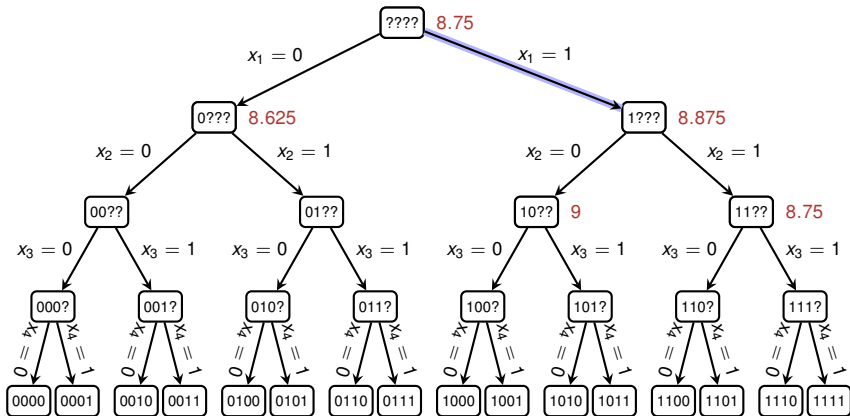 ???? 8.75
x₁ = 0 x₁ = 1
0??? 8.625 1??? 8.875
x₂ = 0 x₂ = 1 x₂ = 0 x₂ = 1
00?? 01?? 10?? 9 11?? 8.75
x₃ = 0 x₃ = 1 x₃ = 0 x₃ = 1 x₃ = 0 x₃ = 1 x₃ = 0 x₃ = 1
000? 001? 010? 011? 100? 101? 110? 111?
x₄ = 0 x₄ = 1 x₄ = 0 x₄ = 1 x₄ = 0 x₄ = 1 x₄ = 0 x₄ = 1 x₄ = 0 x₄ = 1 x₄ = 0 x₄ = 1 x₄ = 0 x₄ = 1 x₄ = 0 x₄ = 1
0000 0001 0010 0011 0100 0101 0110 0111 1000 1001 1010 1011 1100 1101 1110 1111